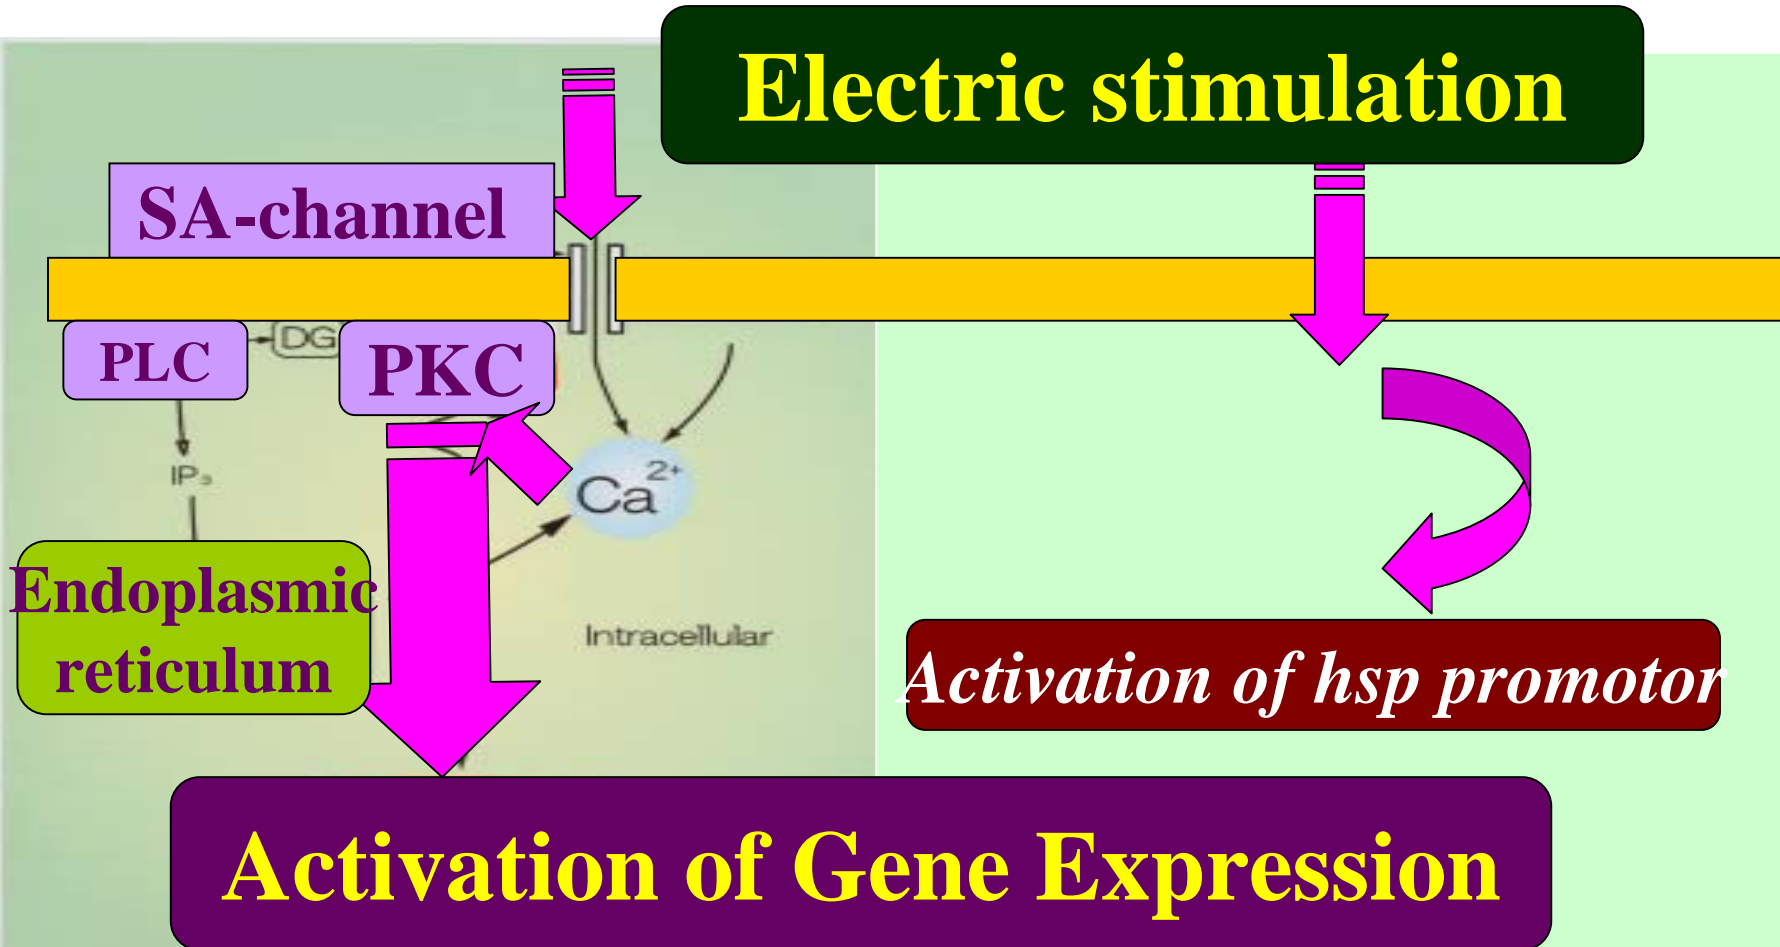 Electric stimulation
SA-channel
PLC
DG
PKC
IP₃
Ca²⁺
Endoplasmic
reticulum
Intracellular
Activation of hsp promotor
Activation of Gene Expression